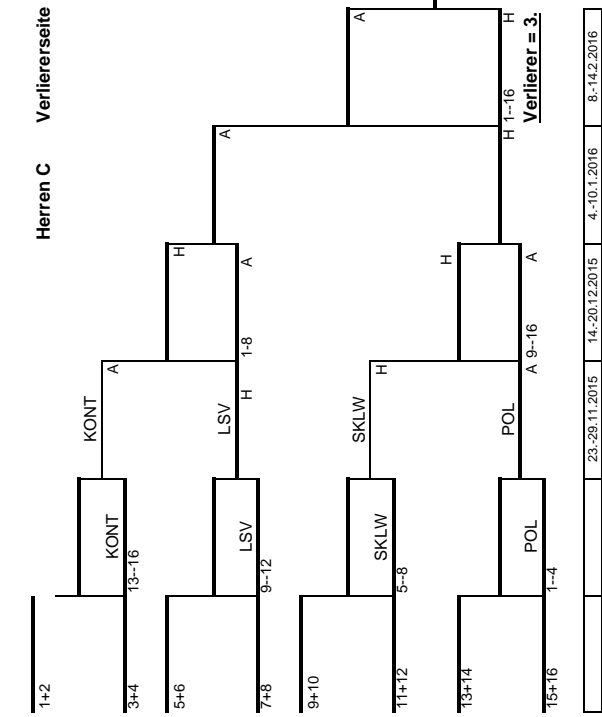 Herren C Verliererseite
1+2
3+4
5+6
7+8
9+10
11+12
13+14
15+16
KONT
13--16
LSV
9--12
SKLW
5--8
POL
1--4
KONT
A
LSV
H
1-8
SKLW
H
POL
A
9--16
H
A
H
A
A
H
1--16
A
H
Verlierer = 3.
23.-29.11.2015
14.-20.12.2015
4.-10.1.2016
8.-14.2.2016